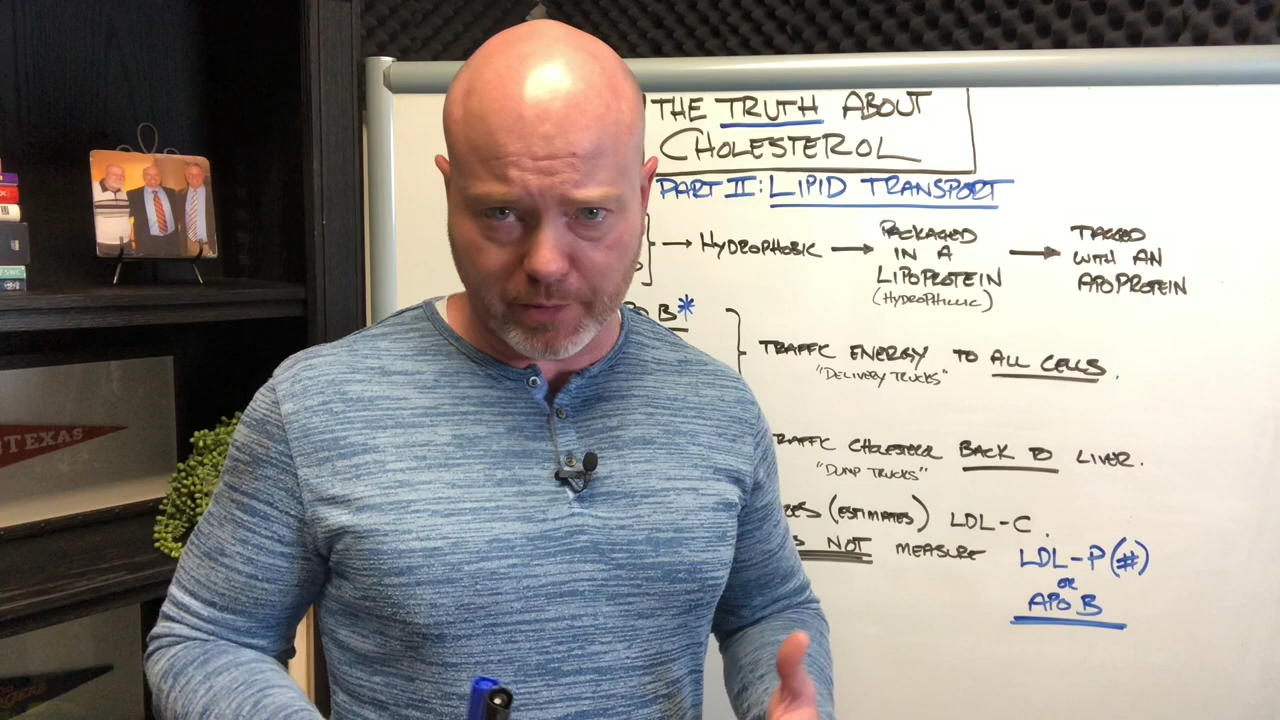 THE TRUTH ABOUT
CHOLESTEROL
PART II: LIPID TRANSPORT
HYDROPHOBIC
PACKAGED
IN A
LIPOPROTEIN
(HYDROPHILLIC)
TAGGED
WITH AN
APOPROTEIN
B*
TRAFFIC ENERGY TO ALL CELLS.
"DELIVERY TRUCKS"
TRAFFIC CHOLESTEROL BACK TO LIVER.
"DUMP TRUCKS"
(ESTIMATES) LDL-C.
NOT MEASURE LDL-P (#)
OR
APO B
TEXAS